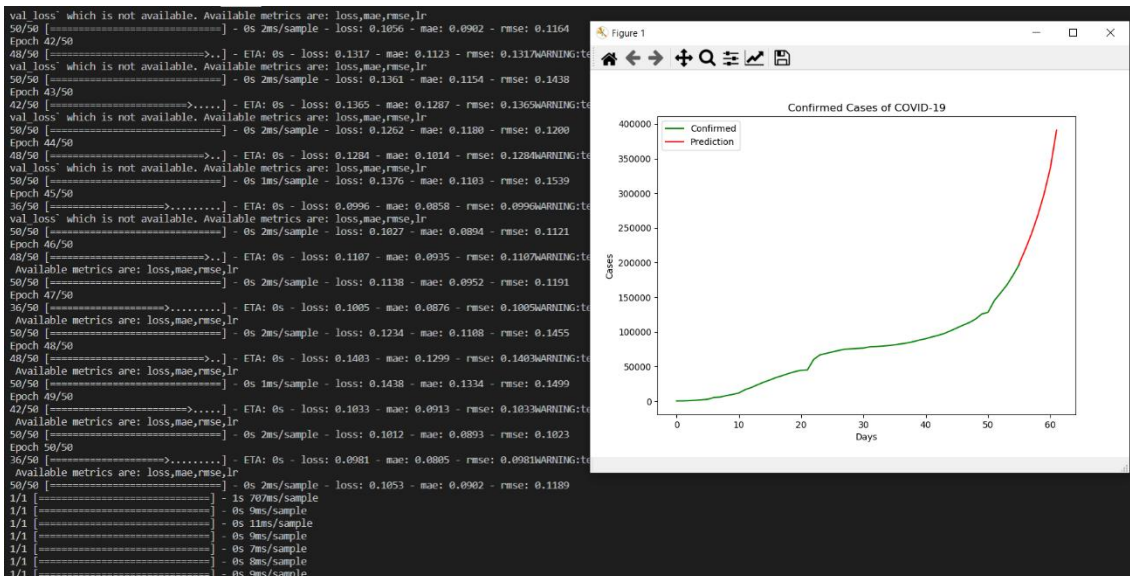 val_loss` which is not available. Available metrics are: loss,mae,rmse,lr
50/50 [==============================] - 0s 2ms/sample - loss: 0.1056 - mae: 0.0902 - rmse: 0.1164
Epoch 42/50
48/50 [===========================>..] - ETA: 0s - loss: 0.1317 - mae: 0.1123 - rmse: 0.1317WARNING:te
val_loss` which is not available. Available metrics are: loss,mae,rmse,lr
50/50 [==============================] - 0s 2ms/sample - loss: 0.1361 - mae: 0.1154 - rmse: 0.1438
Epoch 43/50
42/50 [========================>.....] - ETA: 0s - loss: 0.1365 - mae: 0.1287 - rmse: 0.1365WARNING:te
val_loss` which is not available. Available metrics are: loss,mae,rmse,lr
50/50 [==============================] - 0s 2ms/sample - loss: 0.1262 - mae: 0.1180 - rmse: 0.1200
Epoch 44/50
48/50 [===========================>..] - ETA: 0s - loss: 0.1284 - mae: 0.1014 - rmse: 0.1284WARNING:te
val_loss` which is not available. Available metrics are: loss,mae,rmse,lr
50/50 [==============================] - 0s 1ms/sample - loss: 0.1376 - mae: 0.1103 - rmse: 0.1539
Epoch 45/50
36/50 [====================>.........] - ETA: 0s - loss: 0.0996 - mae: 0.0858 - rmse: 0.0996WARNING:te
val_loss` which is not available. Available metrics are: loss,mae,rmse,lr
50/50 [==============================] - 0s 2ms/sample - loss: 0.1027 - mae: 0.0894 - rmse: 0.1121
Epoch 46/50
48/50 [===========================>..] - ETA: 0s - loss: 0.1107 - mae: 0.0935 - rmse: 0.1107WARNING:te
Available metrics are: loss,mae,rmse,lr
50/50 [==============================] - 0s 2ms/sample - loss: 0.1138 - mae: 0.0952 - rmse: 0.1191
Epoch 47/50
36/50 [====================>.........] - ETA: 0s - loss: 0.1005 - mae: 0.0876 - rmse: 0.1005WARNING:te
Available metrics are: loss,mae,rmse,lr
50/50 [==============================] - 0s 2ms/sample - loss: 0.1234 - mae: 0.1108 - rmse: 0.1455
Epoch 48/50
48/50 [===========================>..] - ETA: 0s - loss: 0.1403 - mae: 0.1299 - rmse: 0.1403WARNING:te
Available metrics are: loss,mae,rmse,lr
50/50 [==============================] - 0s 1ms/sample - loss: 0.1438 - mae: 0.1334 - rmse: 0.1499
Epoch 49/50
42/50 [========================>.....] - ETA: 0s - loss: 0.1033 - mae: 0.0913 - rmse: 0.1033WARNING:te
Available metrics are: loss,mae,rmse,lr
50/50 [==============================] - 0s 2ms/sample - loss: 0.1012 - mae: 0.0893 - rmse: 0.1023
Epoch 50/50
36/50 [====================>.........] - ETA: 0s - loss: 0.0981 - mae: 0.0805 - rmse: 0.0981WARNING:te
Available metrics are: loss,mae,rmse,lr
50/50 [==============================] - 0s 2ms/sample - loss: 0.1053 - mae: 0.0902 - rmse: 0.1189
1/1 [==============================] - 1s 707ms/sample
1/1 [==============================] - 0s 9ms/sample
1/1 [==============================] - 0s 11ms/sample
1/1 [==============================] - 0s 9ms/sample
1/1 [==============================] - 0s 7ms/sample
1/1 [==============================] - 0s 8ms/sample
1/1 [==============================] - 0s 9ms/sample
Figure 1
Confirmed Cases of COVID-19
Confirmed
Prediction
400000
350000
300000
250000
200000
150000
100000
50000
0
Cases
0 10 20 30 40 50 60
Days